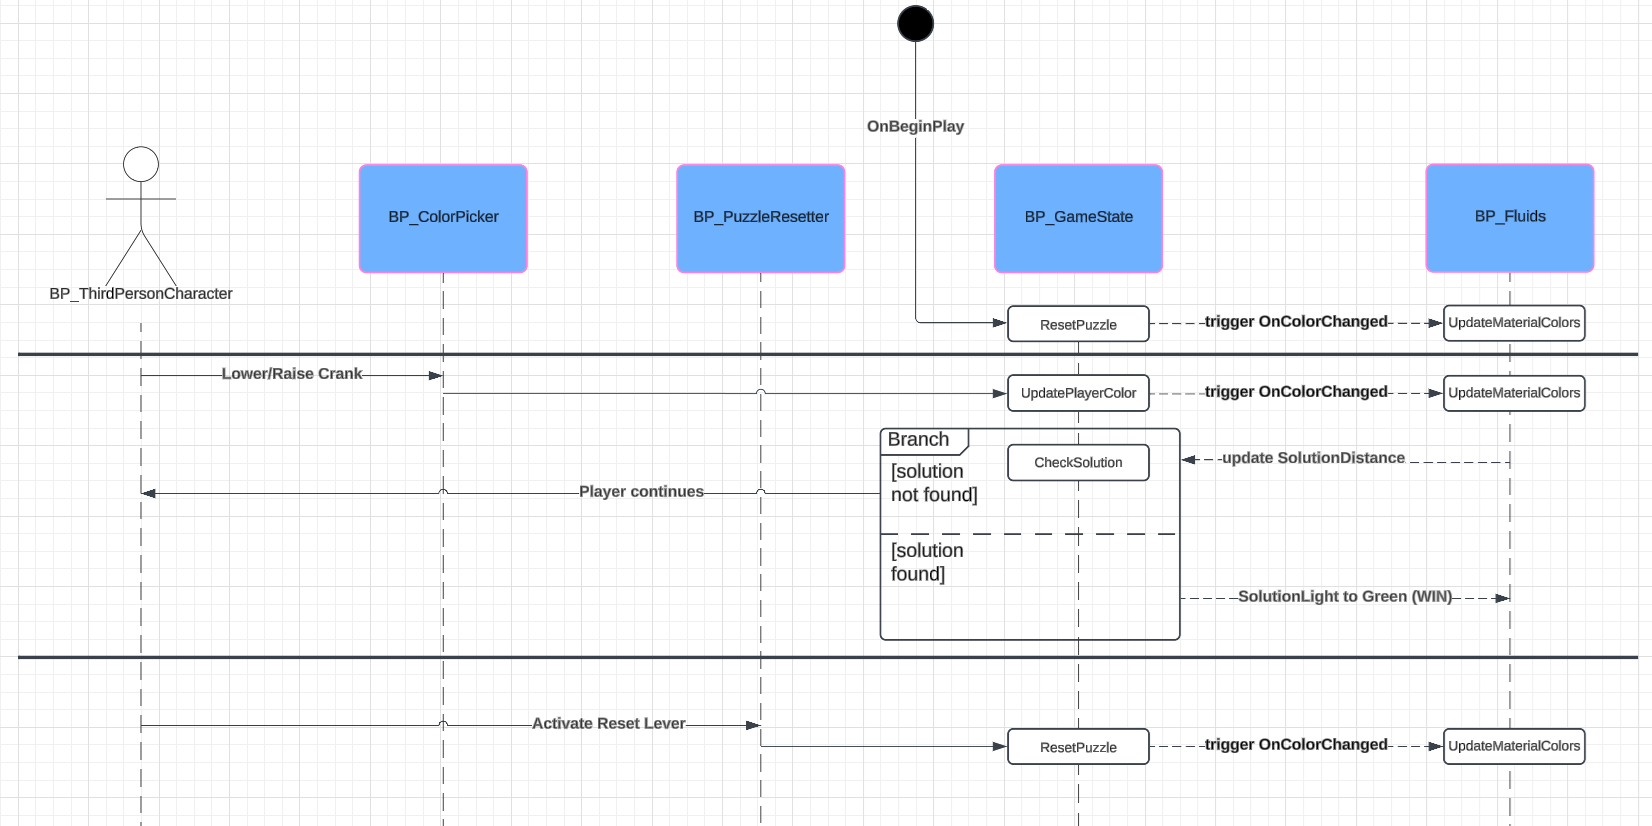 OnBeginPlay
BP_ThirdPersonCharacter
BP_ColorPicker
BP_PuzzleResetter
BP_GameState
BP_Fluids
ResetPuzzle
trigger OnColorChanged
UpdateMaterialColors
Lower/Raise Crank
UpdatePlayerColor
trigger OnColorChanged
UpdateMaterialColors
Branch
CheckSolution
update SolutionDistance
[solution
not found]
Player continues
[solution
found]
SolutionLight to Green (WIN)
Activate Reset Lever
ResetPuzzle
trigger OnColorChanged
UpdateMaterialColors